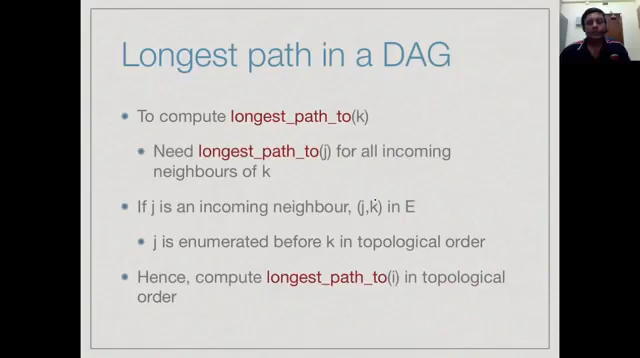 Longest path in a DAG
To compute longest_path_to(k)
Need longest_path_to(j) for all incoming
neighbours of k
If j is an incoming neighbour, (j,k) in E
j is enumerated before k in topological order
Hence, compute longest_path_to(i) in topological
order